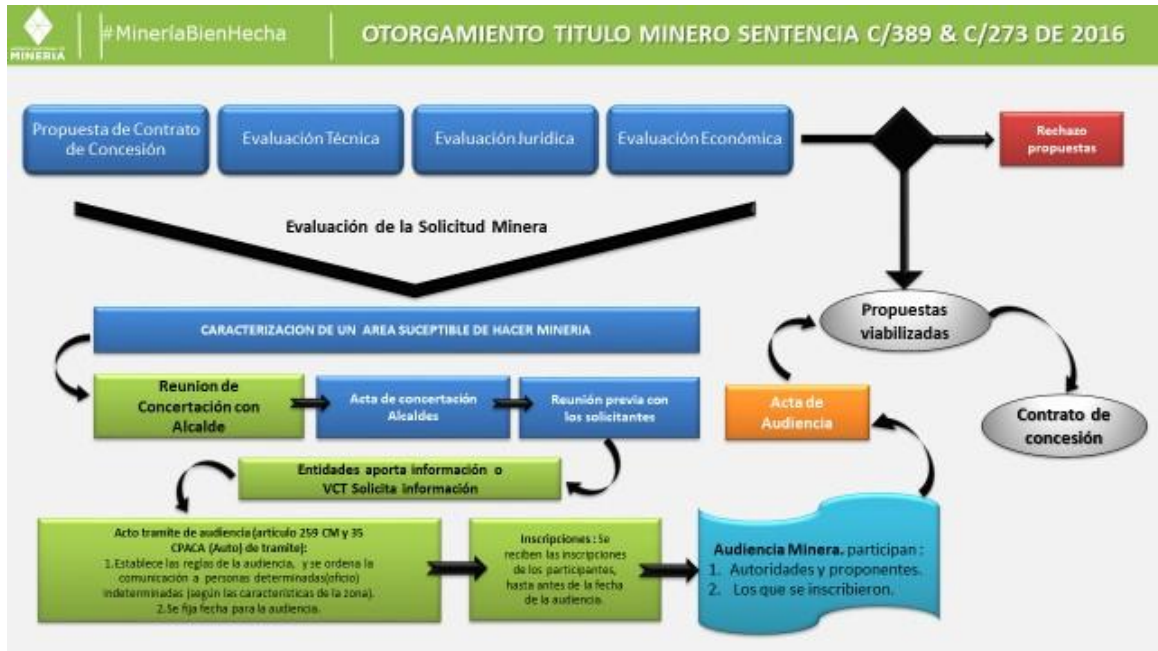 MINERÍA
#MineríaBienHecha
OTORGAMIENTO TITULO MINERO SENTENCIA C/389 & C/273 DE 2016
Propuesta de Contrato
de Concesión
Evaluación Técnica
Evaluación Jurídica
Evaluación Económica
Rechazo
propuestas
Evaluación de la Solicitud Minera
Propuestas
viabilizadas
CARACTERIZACION DE UN AREA SUCEPTIBLE DE HACER MINERIA
Reunion de
Concertación con
Alcalde
Acta de concertación
Alcaldes
Reunión previa con
los solicitantes
Acta de
Audiencia
Contrato de
concesión
Entidades aporta información o
VCT Solicita información
Acto tramite de audiencia(artículo 259 CM y 35
CPACA (Auto) de tramite):
1.Establece las reglas de la audiencia, y se ordena la
comunicación a personas determinadas(oficio)
indeterminadas (según las características de la zona).
2.Se fija fecha para la audiencia.
Inscripciones : Se
reciben las inscripciones
de los participantes,
hasta antes de la fecha
de la audiencia.
Audiencia Minera. participan :
1. Autoridades y proponentes.
2. Los que se inscribieron.